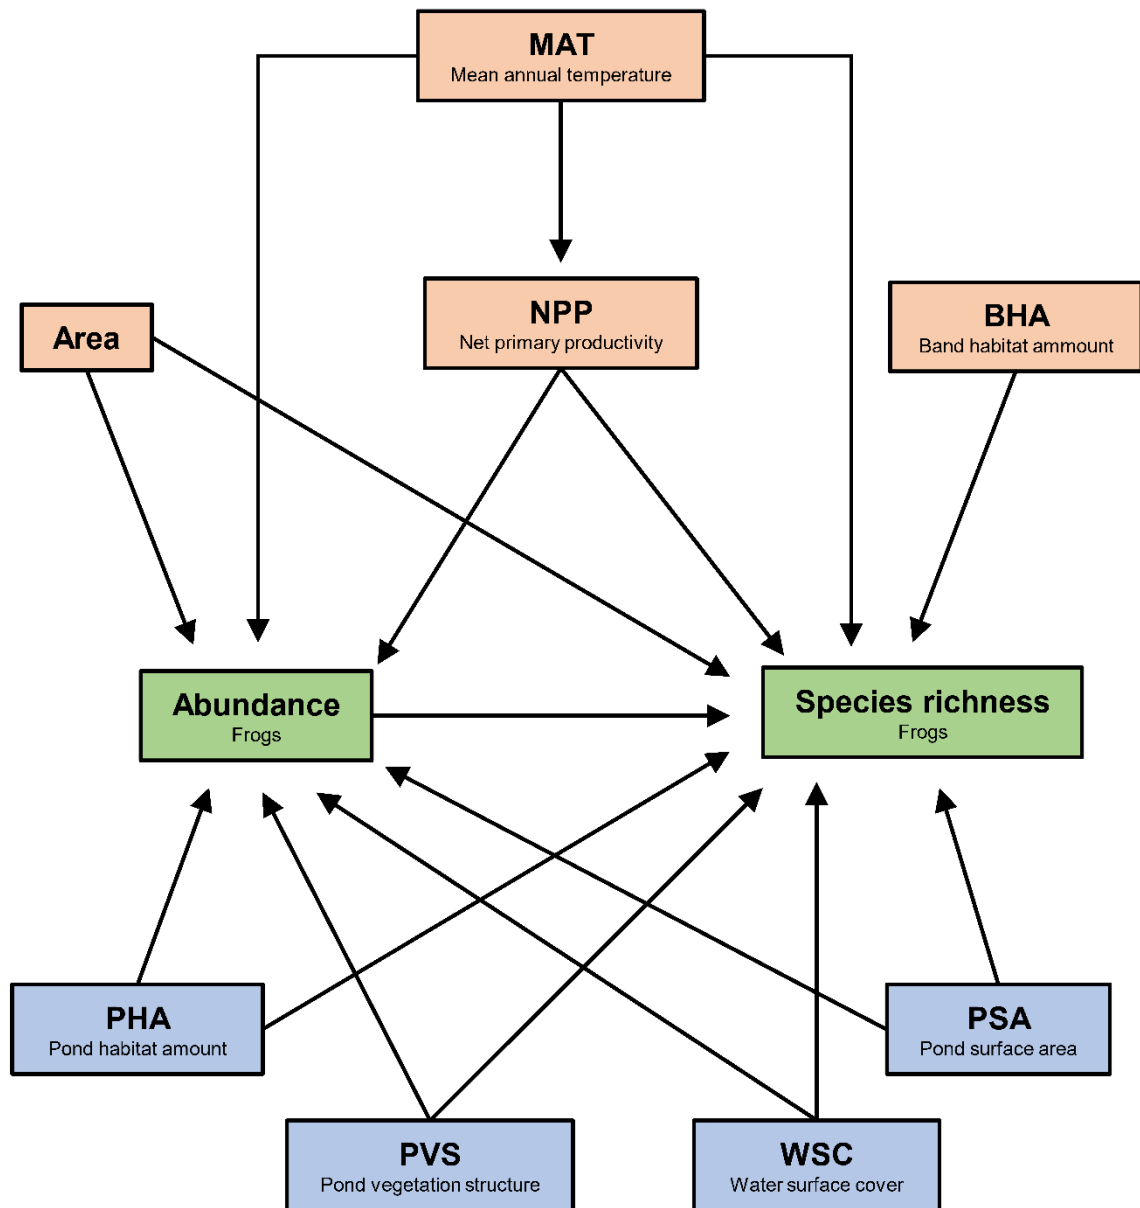 MAT
Mean annual temperature
NPP
Net primary productivity
BHA
Band habitat ammount
Area
Abundance
Frogs
Species richness
Frogs
PHA
Pond habitat amount
PSA
Pond surface area
PVS
Pond vegetation structure
WSC
Water surface cover